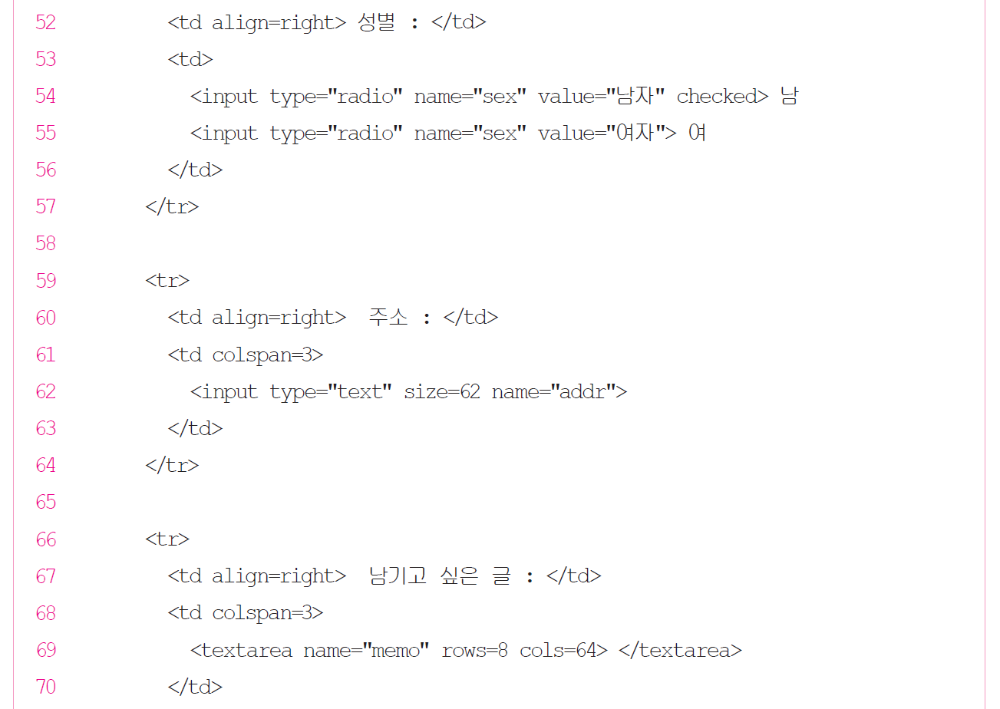 52 <td align=right> 성별 : </td>
53 <td>
54 <input type="radio" name="sex" value="남자" checked> 남
55 <input type="radio" name="sex" value="여자"> 여
56 </td>
57 </tr>
58
59 <tr>
60 <td align=right>  주소 : </td>
61 <td colspan=3>
62 <input type="text" size=62 name="addr">
63 </td>
64 </tr>
65
66 <tr>
67 <td align=right>  남기고 싶은 글 : </td>
68 <td colspan=3>
69 <textarea name="memo" rows=8 cols=64> </textarea>
70 </td>